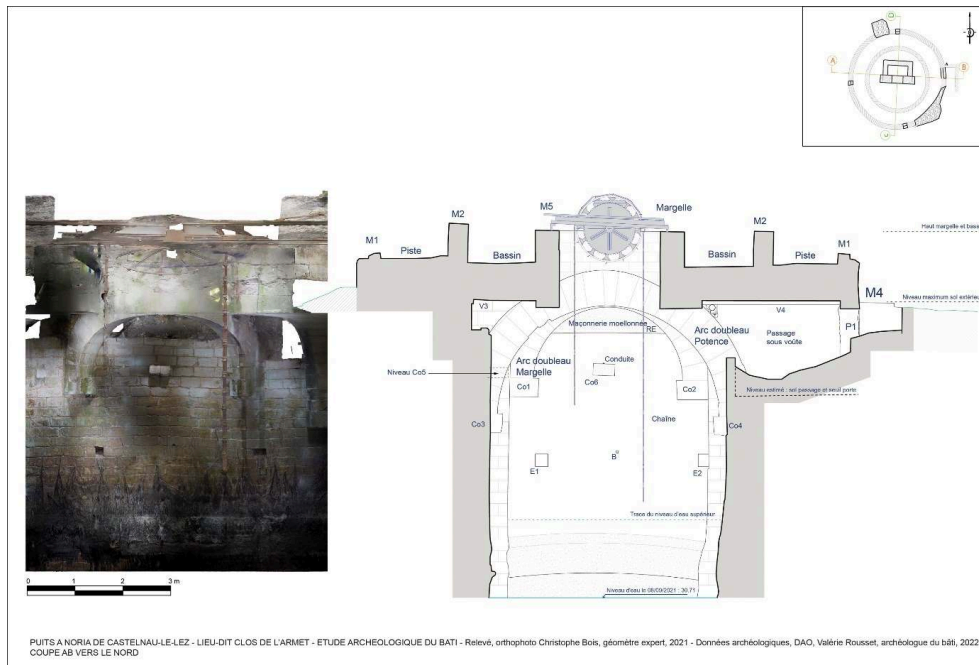 A
B
M5
Margelle
M2
M2
M1
Piste
Bassin
Bassin
Piste
M1
Haut margelle et bassi
M4
Niveau maximum sol extérieu
V3
V4
Maçonnerie moellonnée
RE
Arc doubleau
Potence
Passage
sous voûte
P1
Arc doubleau
Margelle
Conduite
Niveau Co5
Co1
Co6
Co2
Niveau estimé : sol passage et seuil porte
Co3
Chaîne
Co4
E1
B
E2
Trace du niveau d'eau supérieur
Niveau d'eau le 08/09/2021 : 30,71
0 1 2 3 m
PUITS A NORIA DE CASTELNAU-LE-LEZ - LIEU-DIT CLOS DE L'ARMET - ETUDE ARCHEOLOGIQUE DU BATI - Relevé, orthophoto Christophe Bois, géomètre expert, 2021 - Données archéologiques, DAO, Valérie Rousset, archéologue du bâti, 2022
COUPE AB VERS LE NORD